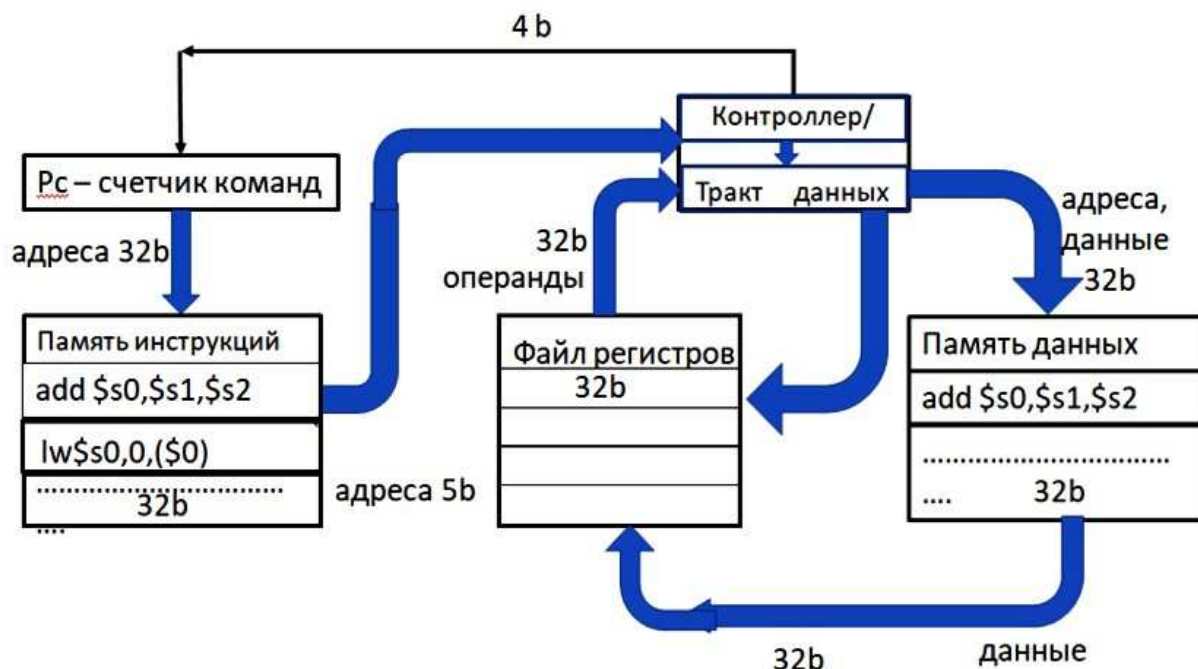 4 b
Контроллер/
Тракт данных
Pc – счетчик команд
адреса 32b
Память инструкций
add $s0,$s1,$s2
lw$s0,0,($0)
.................................
32b
....
адреса 5b
32b
операнды
Файл регистров
32b
адреса,
данные
32b
Память данных
add $s0,$s1,$s2
.................................
.... 32b
32b
данные